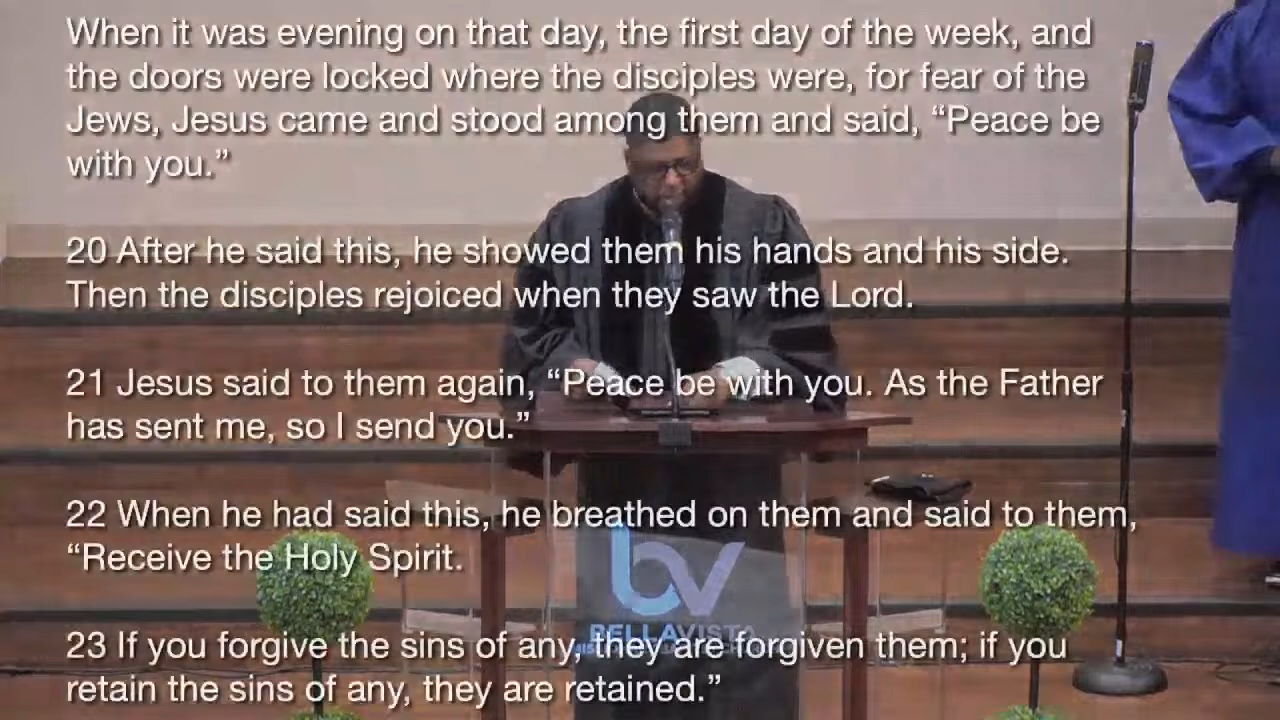 When it was evening on that day, the first day of the week, and
the doors were locked where the disciples were, for fear of the
Jews, Jesus came and stood among them and said, “Peace be
with you.”
20 After he said this, he showed them his hands and his side.
Then the disciples rejoiced when they saw the Lord.
21 Jesus said to them again, “Peace be with you. As the Father
has sent me, so I send you.”
22 When he had said this, he breathed on them and said to them,
“Receive the Holy Spirit.
23 If you forgive the sins of any, they are forgiven them; if you
retain the sins of any, they are retained.”
bv
BELLAVISTA